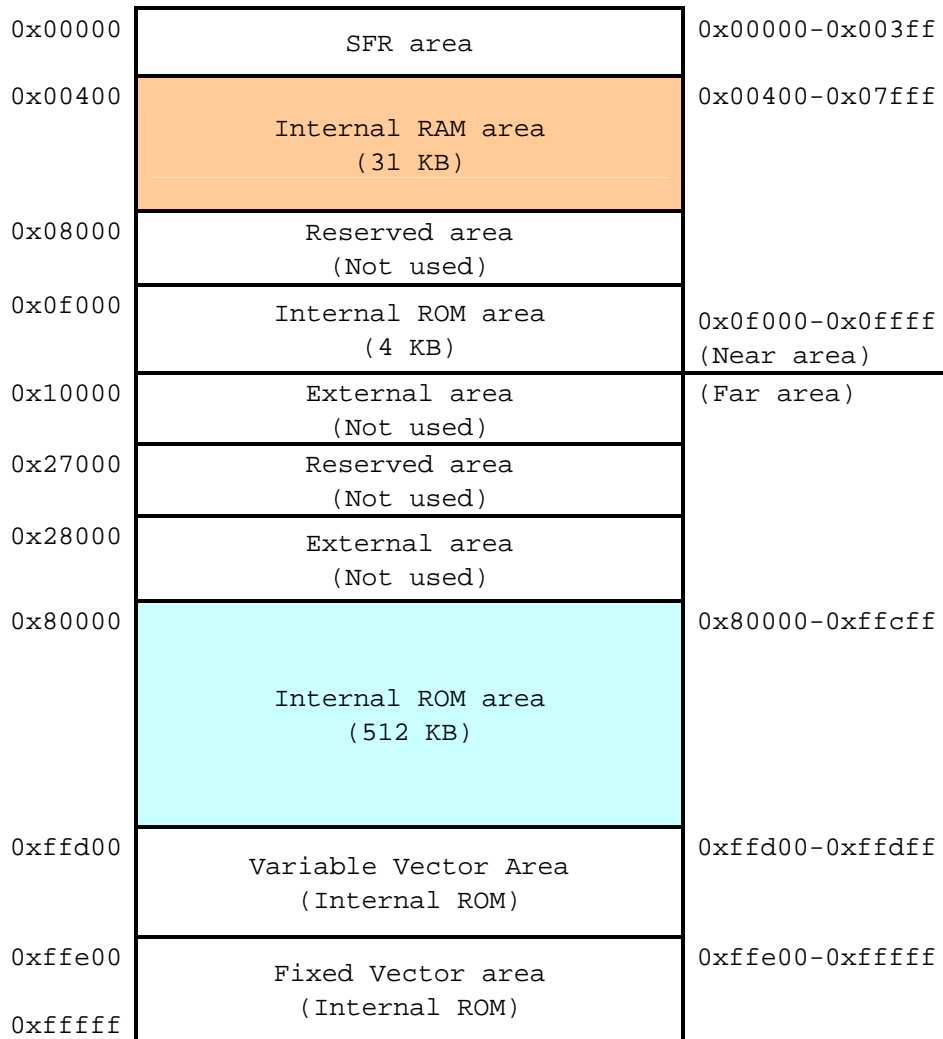 0x00000
SFR area
0x00000-0x003ff
0x00400
0x00400-0x07fff
Internal RAM area
(31 KB)
0x08000
Reserved area
(Not used)
0x0f000
Internal ROM area
(4 KB)
0x0f000-0x0ffff
(Near area)
0x10000
External area
(Not used)
(Far area)
0x27000
Reserved area
(Not used)
0x28000
External area
(Not used)
0x80000
0x80000-0xffcff
Internal ROM area
(512 KB)
0xffd00
0xffd00-0xffdff
Variable Vector Area
(Internal ROM)
0xffe00
0xffe00-0xfffff
Fixed Vector area
(Internal ROM)
0xfffff